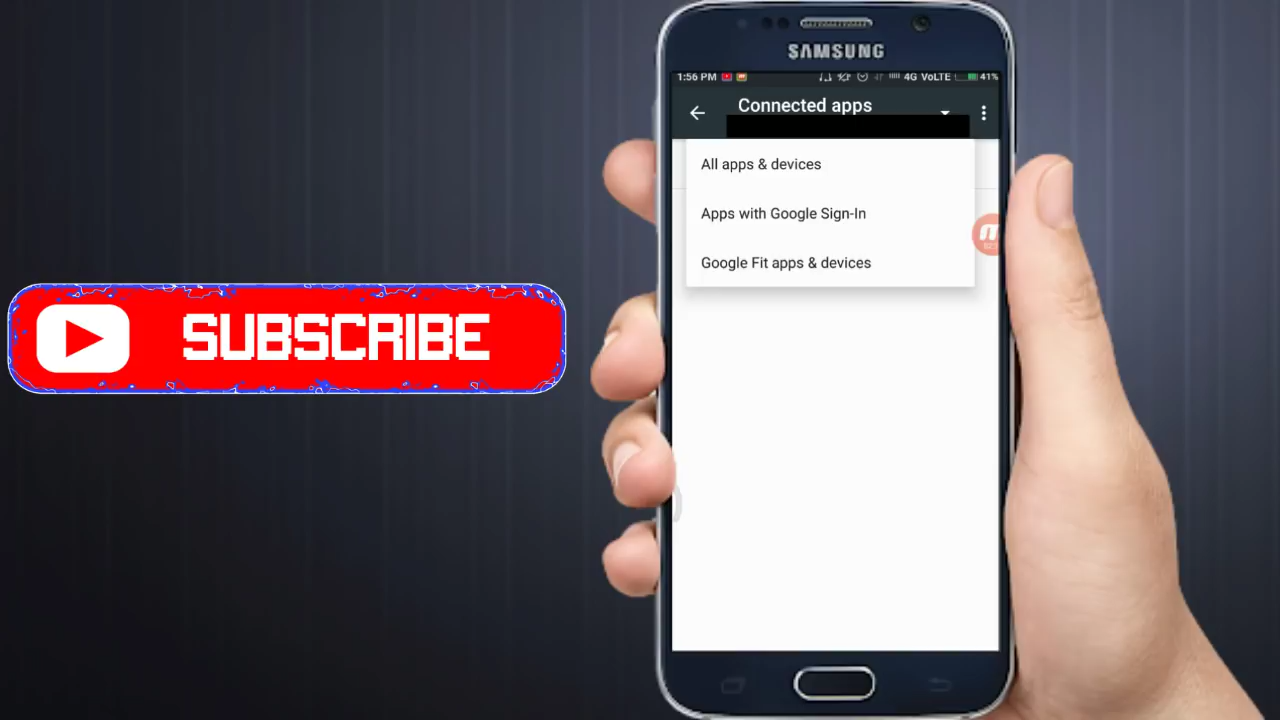 SUBSCRIBE
SAMSUNG
1:56 PM 4G VoLTE 41%
Connected apps
All apps & devices
Apps with Google Sign-In
Google Fit apps & devices